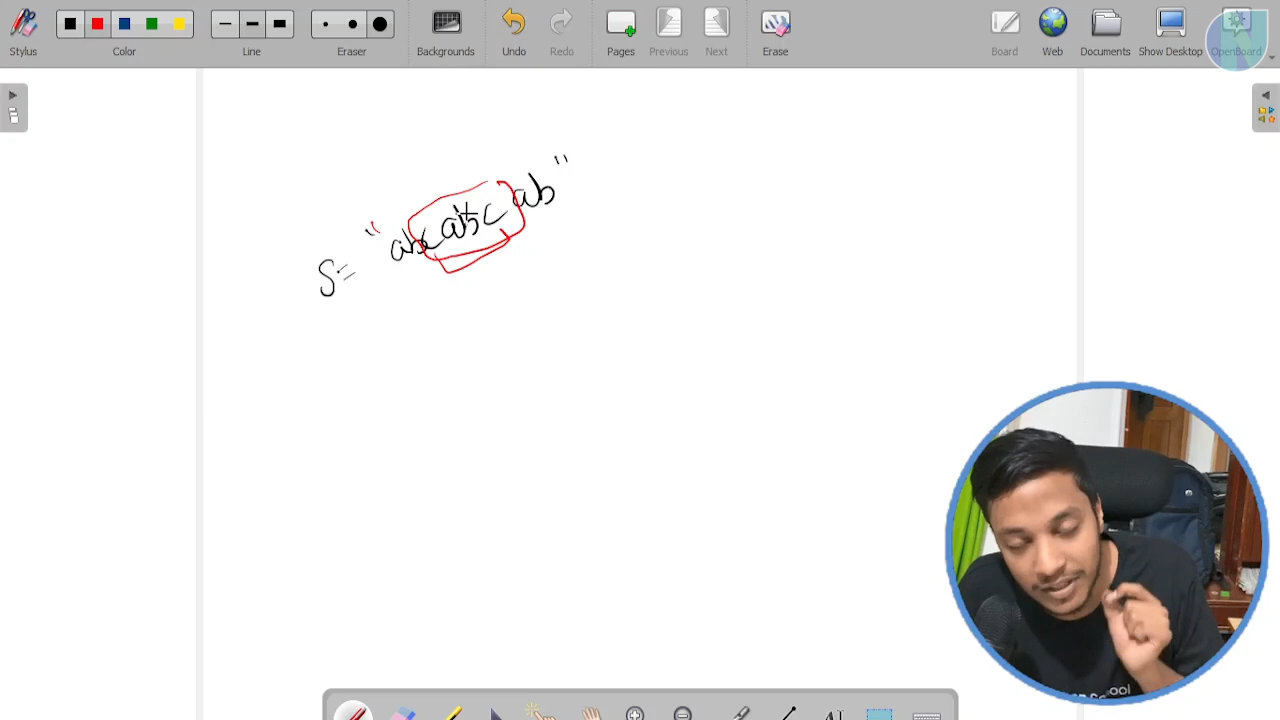 Stylus
Color
Line
Eraser
Backgrounds
Undo
Redo
Pages
Previous
Next
Erase
Board
Web
Documents
Show Desktop
OpenBoard
S= "abcabcab"